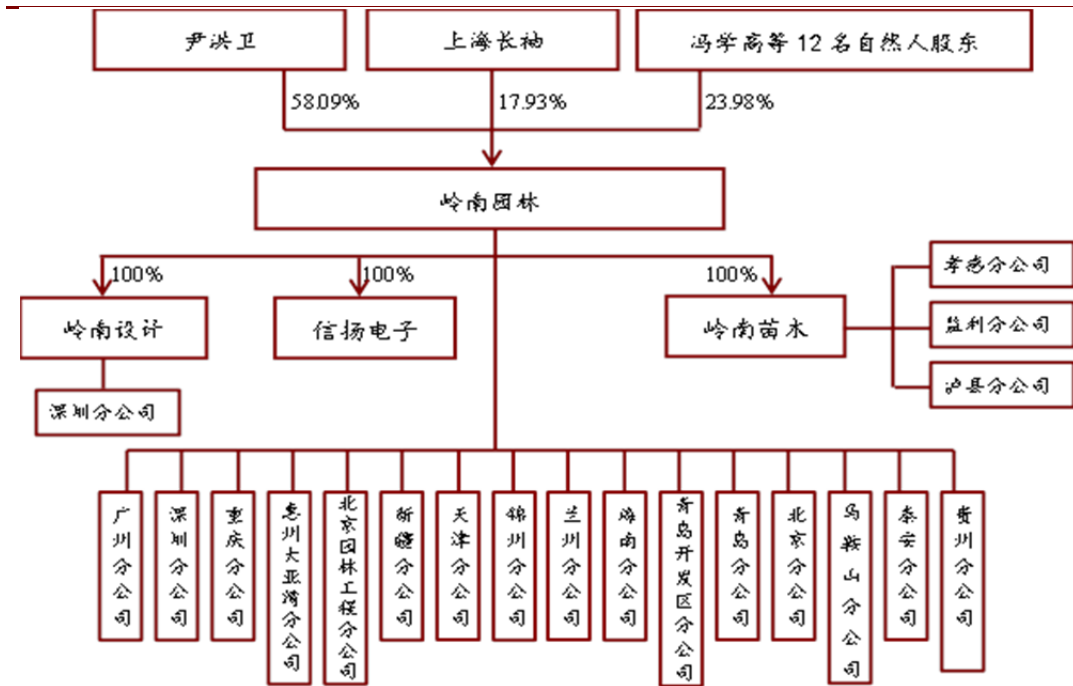 尹洪卫
上海长袖
冯学高等 12 名自然人股东
58.09%
17.93%
23.98%
岭南园林
100%
100%
100%
岭南设计
信扬电子
岭南苗木
孝感分公司
监利分公司
泸县分公司
深圳分公司
广州分公司
深圳分公司
重庆分公司
惠州大亚湾分公司
北京园林工程分公司
分公司
天津分公司
锦州分公司
兰州分公司
海南分公司
青岛开发区分公司
青岛分公司
北京分公司
马鞍山分公司
泰安分公司
贵州分公司